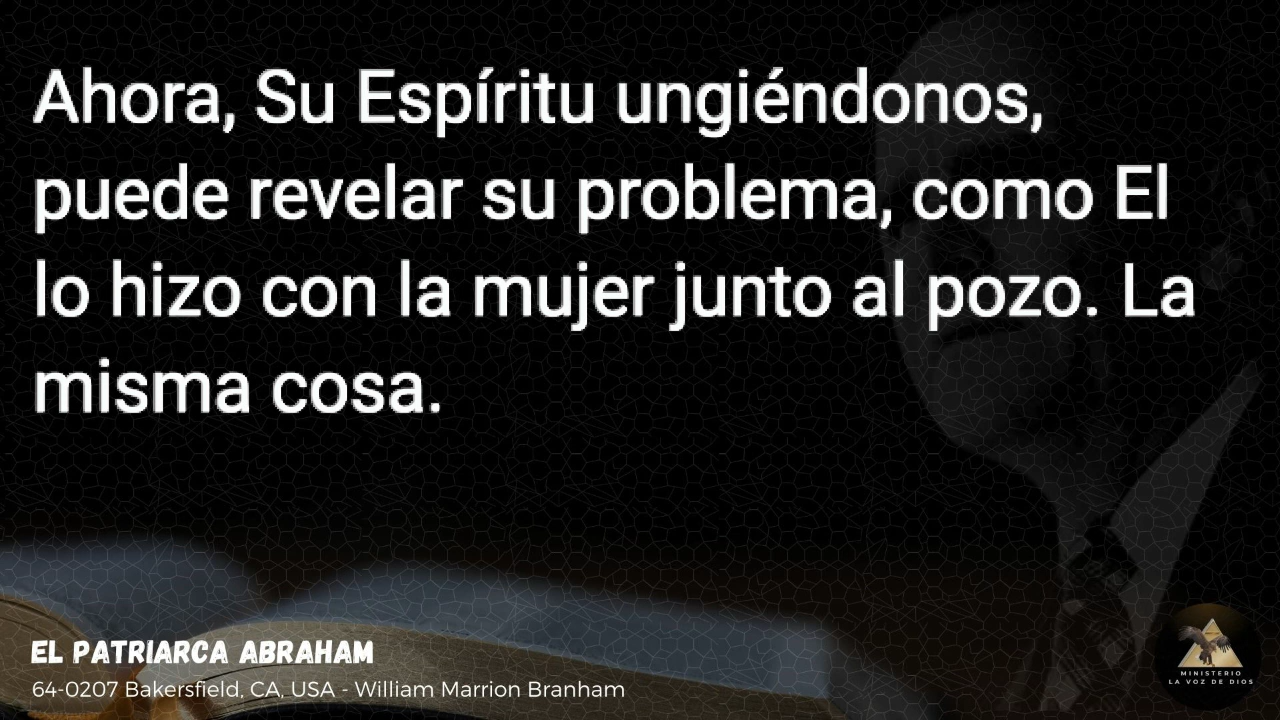 Ahora, Su Espíritu ungiéndonos,
puede revelar su problema, como El
lo hizo con la mujer junto al pozo. La
misma cosa.
EL PATRIARCA ABRAHAM
64-0207 Bakersfield, CA, USA - William Marrion Branham
MINISTERIO
LA VOZ DE DIOS